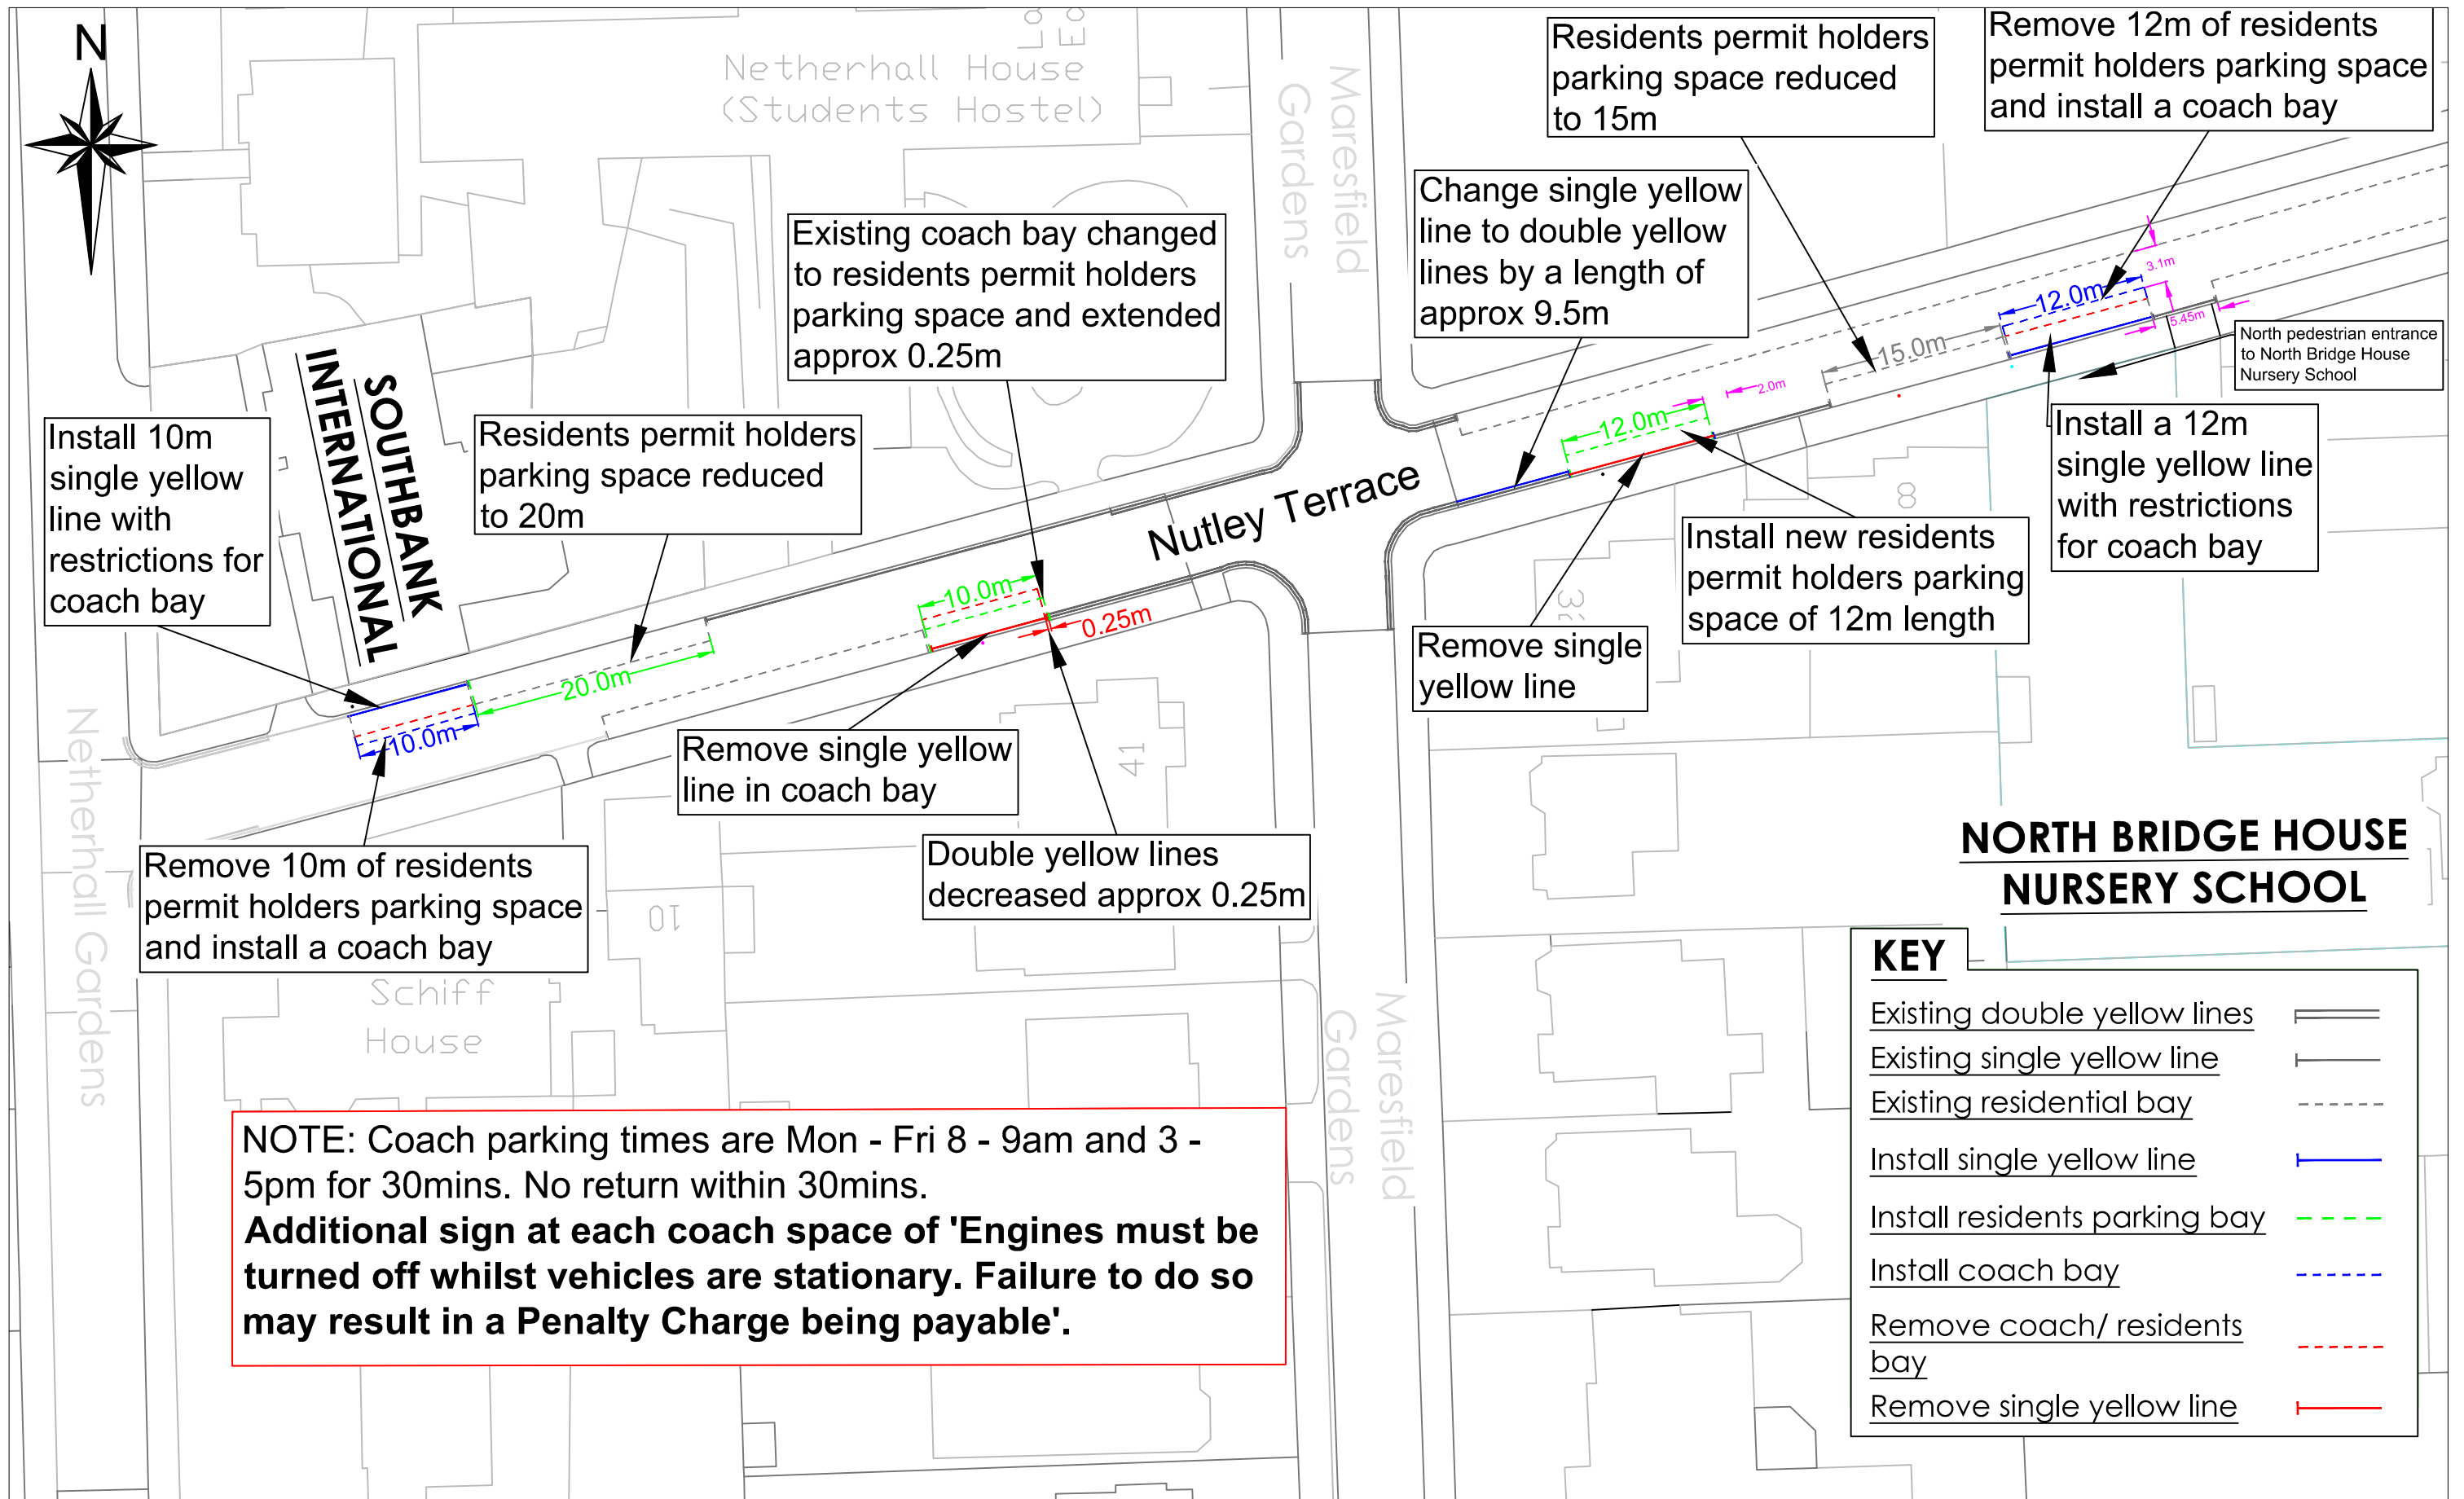 N
Netherhall House
(Students Hostel)
Maresfield
Gardens
Residents permit holders
parking space reduced
to 15m
Remove 12m of residents
permit holders parking space
and install a coach bay
Change single yellow
line to double yellow
lines by a length of
approx 9.5m
Existing coach bay changed
to residents permit holders
parking space and extended
approx 0.25m
3.1m
12.0m
5.45m
15.0m
2.0m
12.0m
North pedestrian entrance
to North Bridge House
Nursery School
SOUTHBANK
INTERNATIONAL
Install 10m
single yellow
line with
restrictions for
coach bay
Residents permit holders
parking space reduced
to 20m
Nutley Terrace
8
Install a 12m
single yellow line
with restrictions
for coach bay
Install new residents
permit holders parking
space of 12m length
10.0m
0.25m
20.0m
10.0m
Remove single
yellow line
Netherhall Gardens
Remove single yellow
line in coach bay
41
Double yellow lines
decreased approx 0.25m
Remove 10m of residents
permit holders parking space
and install a coach bay
10
Schiff
House
NORTH BRIDGE HOUSE
NURSERY SCHOOL
Maresfield
Gardens
NOTE: Coach parking times are Mon - Fri 8 - 9am and 3 -
5pm for 30mins. No return within 30mins.
Additional sign at each coach space of 'Engines must be
turned off whilst vehicles are stationary. Failure to do so
may result in a Penalty Charge being payable'.
KEY
Existing double yellow lines
Existing single yellow line
Existing residential bay
Install single yellow line
Install residents parking bay
Install coach bay
Remove coach/ residents
bay
Remove single yellow line